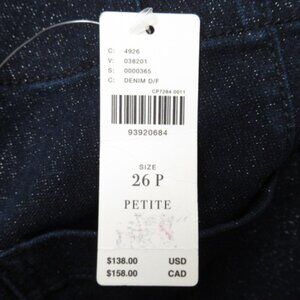 C: 4926
V: 038201
S: 0000365
C: DENIM D/F
CP7284 0011
93920684
SIZE
26 P
PETITE
$138.00 USD
$158.00 CAD